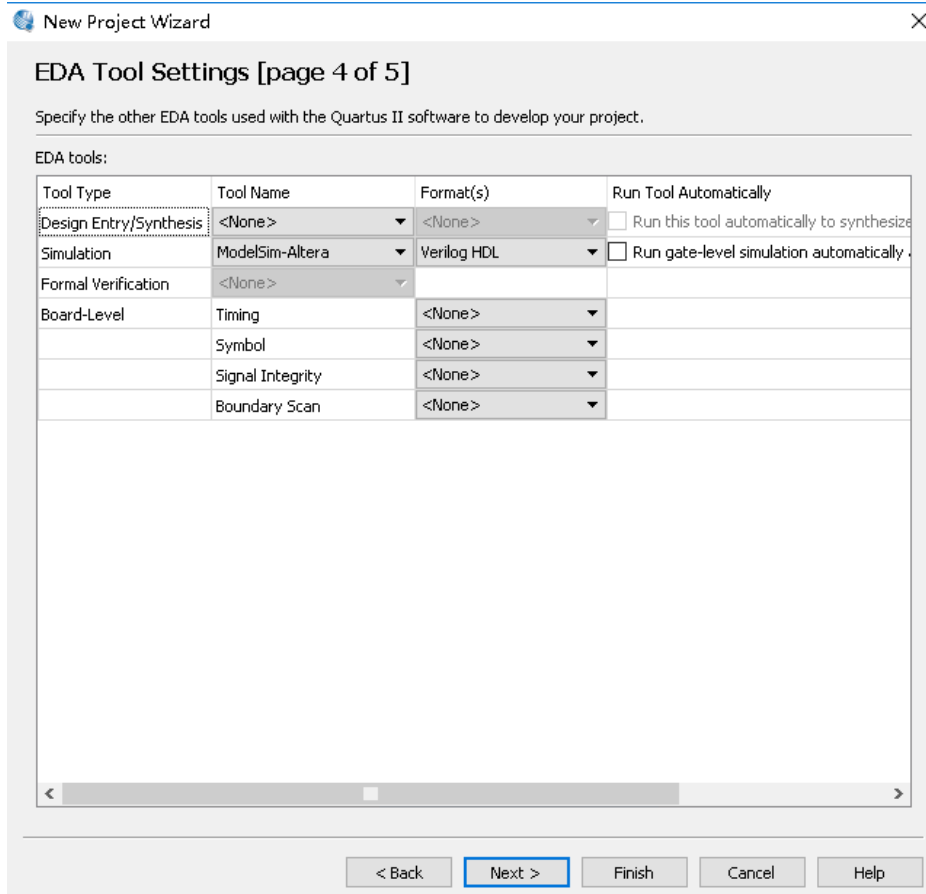 New Project Wizard
EDA Tool Settings [page 4 of 5]
Specify the other EDA tools used with the Quartus II software to develop your project.
EDA tools:
Tool Type Tool Name Format(s) Run Tool Automatically
Design Entry/Synthesis <None> <None> Run this tool automatically to synthesize
Simulation ModelSim-Altera Verilog HDL Run gate-level simulation automatically
Formal Verification <None>
Board-Level Timing <None>
Symbol <None>
Signal Integrity <None>
Boundary Scan <None>
< Back Next > Finish Cancel Help